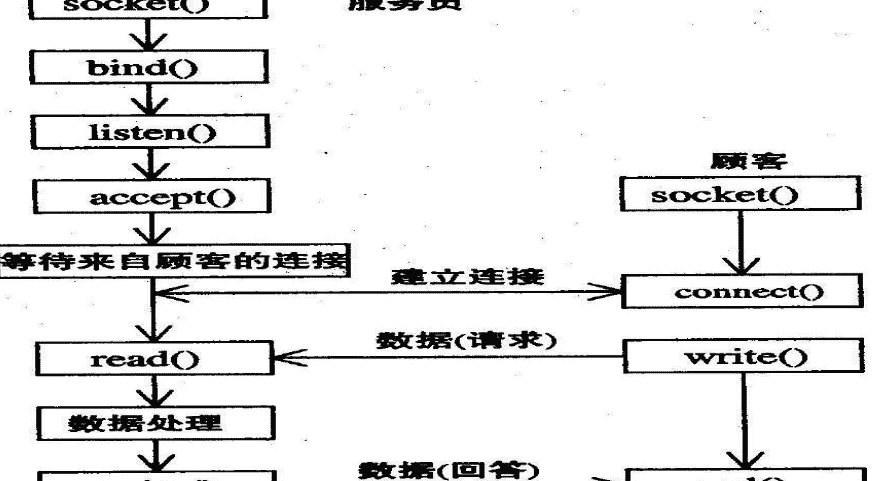 socket()
服务员
bind()
listen()
accept()
顾客
socket()
等待来自顾客的连接
建立连接
connect()
数据(请求)
read()
write()
数据处理
数据(回答)